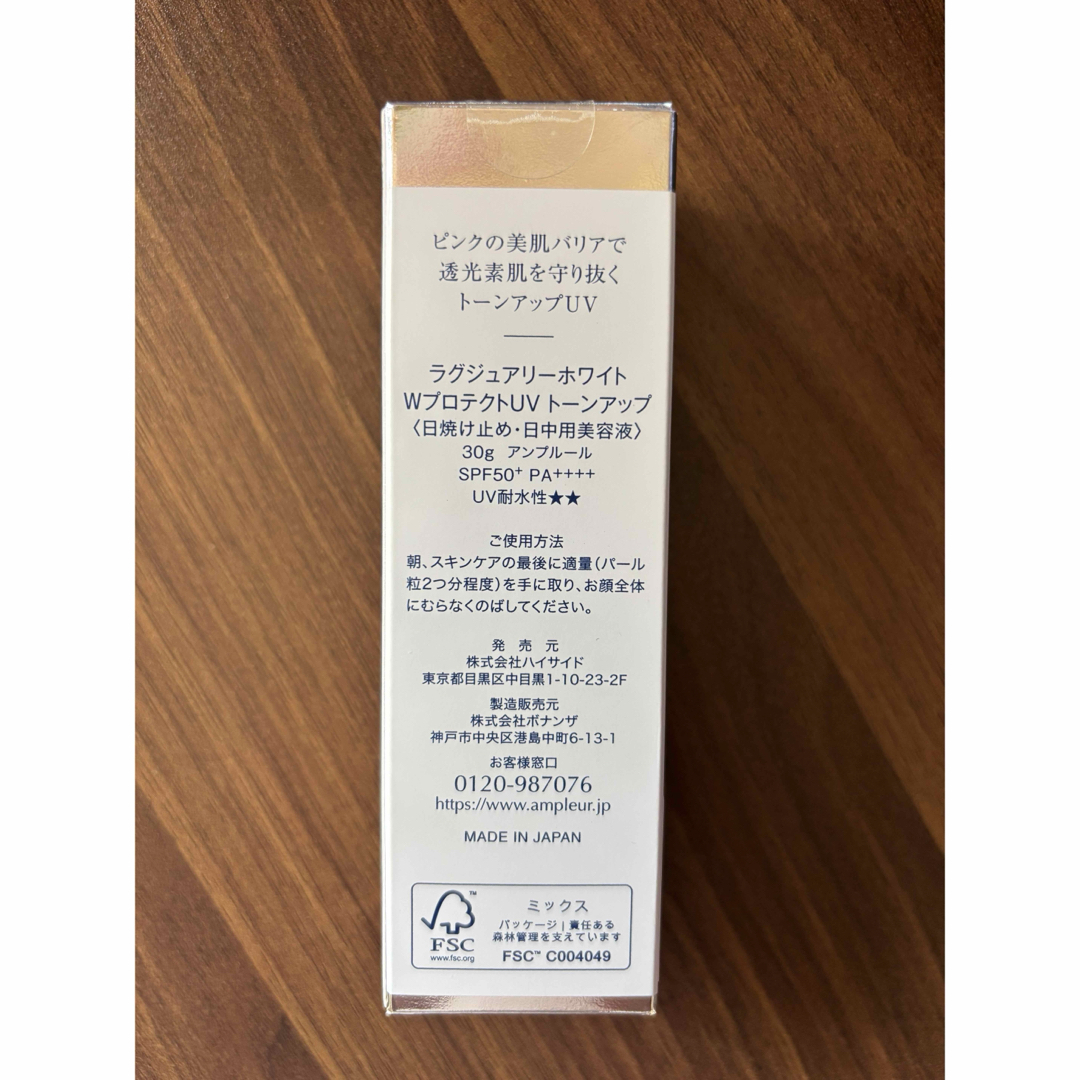 ピンクの美肌バリアで
透光素肌を守り抜く
トーンアップUV
ラグジュアリーホワイト
WプロテクトUV トーンアップ
〈日焼け止め・日中用美容液〉
30g アンプルール
SPF50⁺ PA⁺⁺⁺⁺
UV耐水性★★
ご使用方法
朝、スキンケアの最後に適量（パール
粒2つ分程度）を手に取り、お顔全体
にむらなくのばしてください。
発 売 元
株式会社ハイサイド
東京都目黒区中目黒1-10-23-2F
製造販売元
株式会社ボナンザ
神戸市中央区港島中町6-13-1
お客様窓口
0120-987076
https://www.ampleur.jp
MADE IN JAPAN
™
FSC
www.fsc.org
ミックス
パッケージ | 責任ある
森林管理を支えています
FSC™ C004049